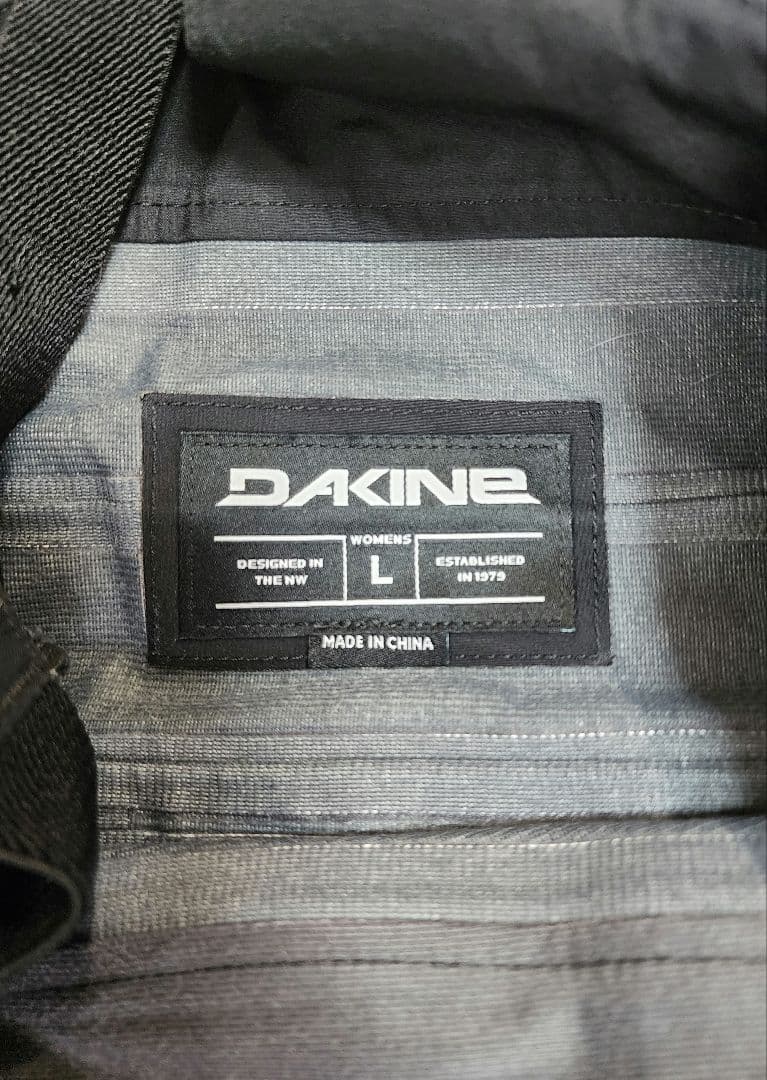 DAKINE
WOMENS
DESIGNED IN
THE NW
L
ESTABLISHED
IN 1979
MADE IN CHINA